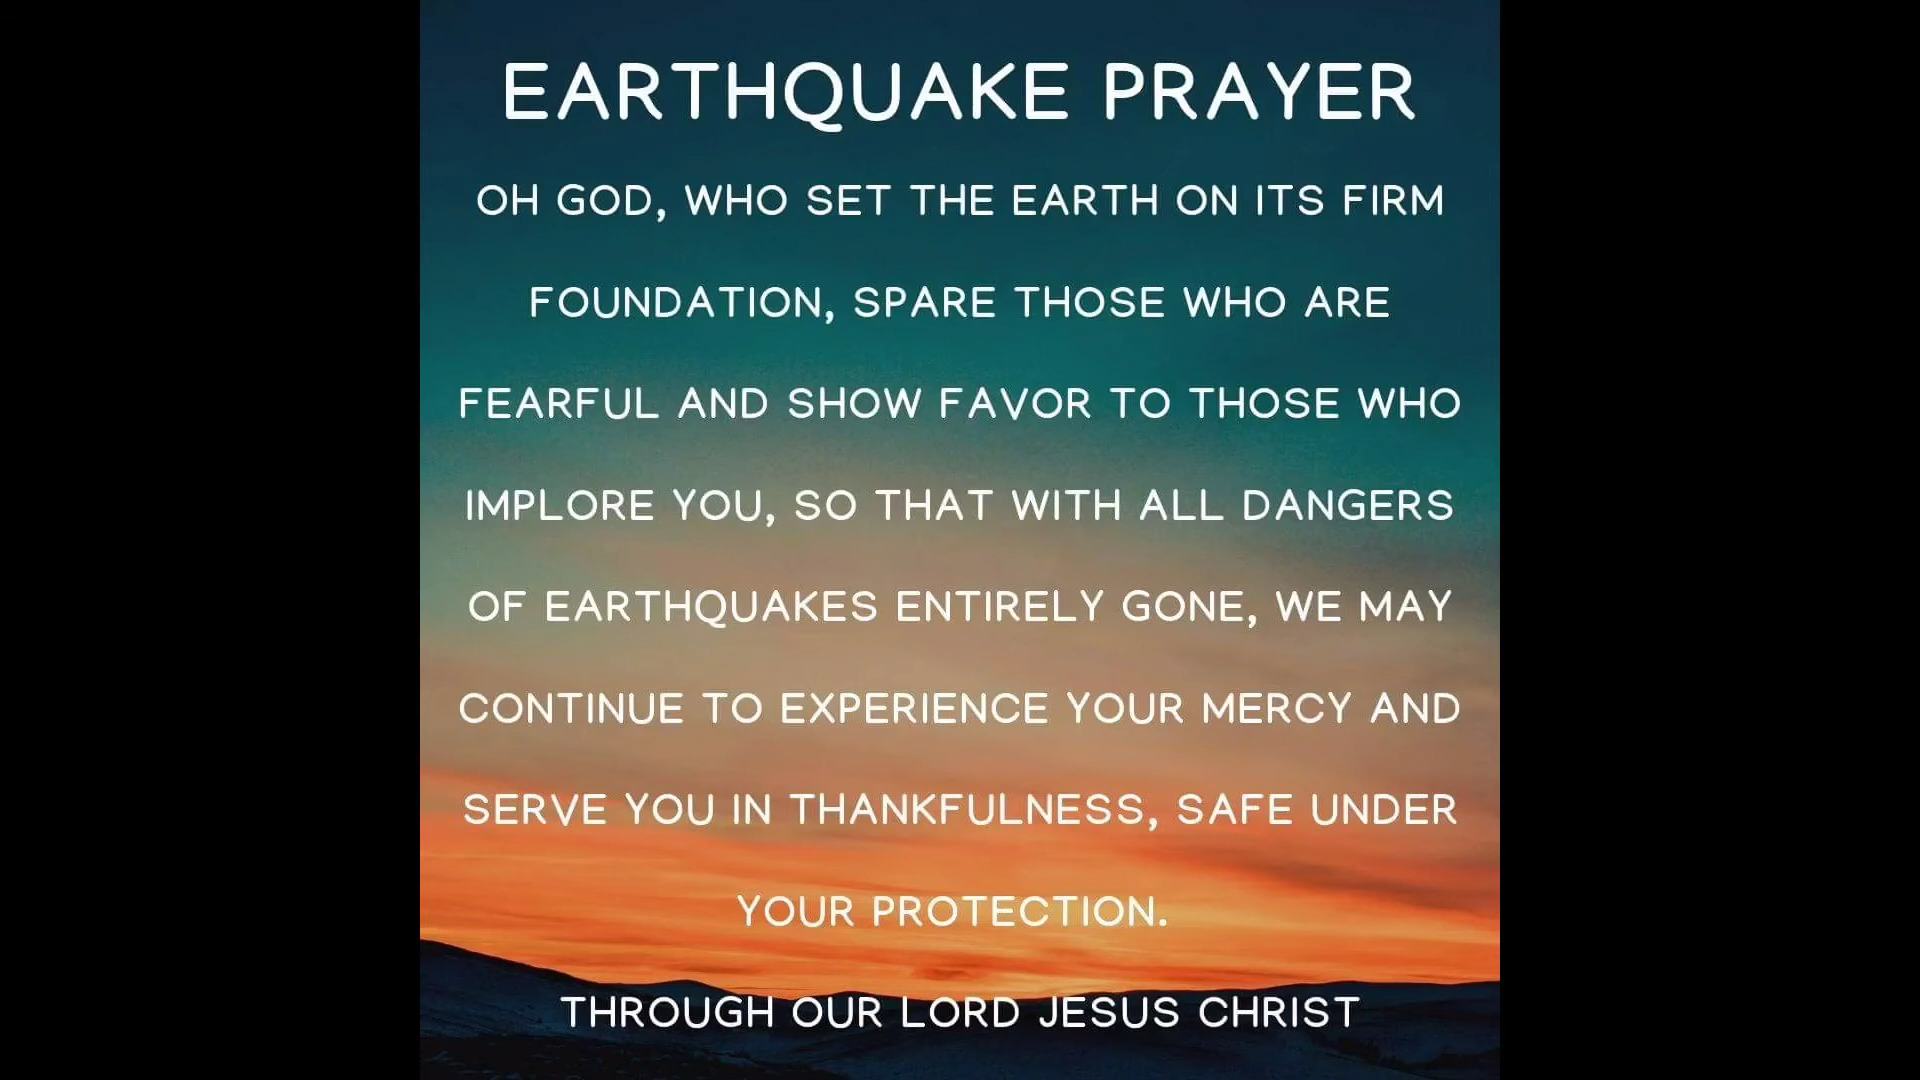 EARTHQUAKE PRAYER
OH GOD, WHO SET THE EARTH ON ITS FIRM
FOUNDATION, SPARE THOSE WHO ARE
FEARFUL AND SHOW FAVOR TO THOSE WHO
IMPLORE YOU, SO THAT WITH ALL DANGERS
OF EARTHQUAKES ENTIRELY GONE, WE MAY
CONTINUE TO EXPERIENCE YOUR MERCY AND
SERVE YOU IN THANKFULNESS, SAFE UNDER
YOUR PROTECTION.
THROUGH OUR LORD JESUS CHRIST